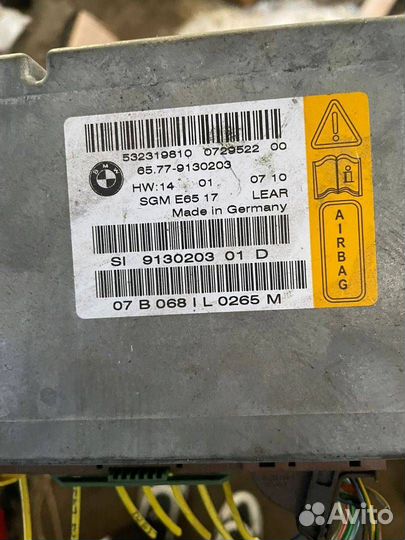 BMW
532319810 0729522 00
65.77-9130203
HW:14 01 07 10
SGM E65 17 LEAR
Made in Germany
SI 9130203 01 D
07 B 068 I L 0265 M
AIRBAG
Avito